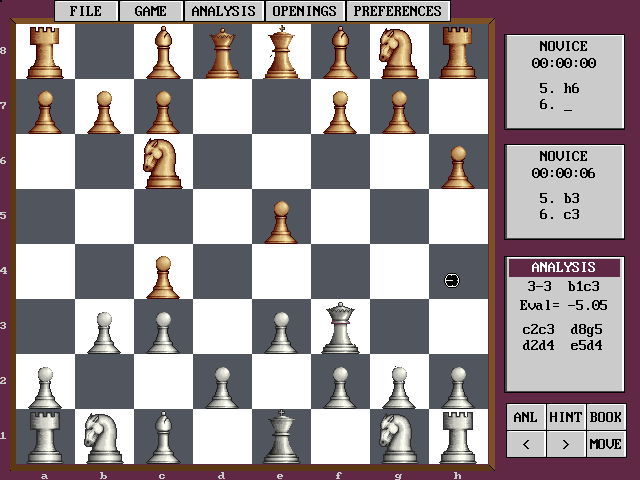 FILE GAME ANALYSIS OPENINGS PREFERENCES
8
7
6
5
4
3
2
1
a b c d e f g h
NOVICE
00:00:00
5. h6
6. _
NOVICE
00:00:06
5. b3
6. c3
ANALYSIS
3-3 b1c3
Eval= -5.05
c2c3 d8g5
d2d4 e5d4
ANL HINT BOOK
< > MOVE